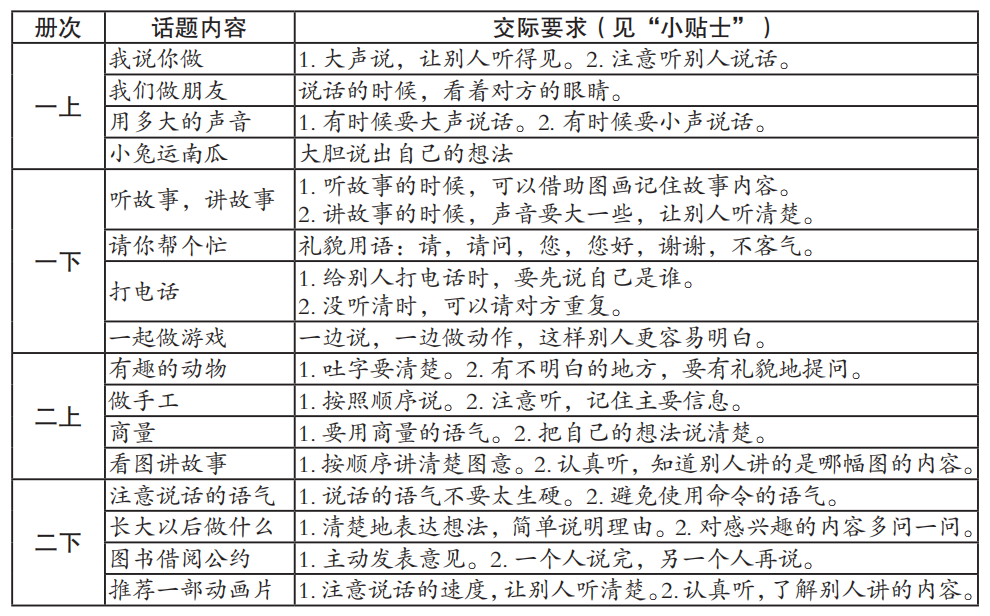 册次 话题内容 交际要求（见“小贴士”）
一上
我说你做 1. 大声说，让别人听得见。2. 注意听别人说话。
我们做朋友 说话的时候，看着对方的眼睛。
用多大的声音 1. 有时候要大声说话。2. 有时候要小声说话。
小兔运南瓜 大胆说出自己的想法
一下
听故事，讲故事 1. 听故事的时候，可以借助图画记住故事内容。
2. 讲故事的时候，声音要大一些，让别人听清楚。
请你帮个忙 礼貌用语：请，请问，您，您好，谢谢，不客气。
打电话 1. 给别人打电话时，要先说自己是谁。
2. 没听清时，可以请对方重复。
一起做游戏 一边说，一边做动作，这样别人更容易明白。
二上
有趣的动物 1. 吐字要清楚。2. 有不明白的地方，要有礼貌地提问。
做手工 1. 按照顺序说。2. 注意听，记住主要信息。
商量 1. 要用商量的语气。2. 把自己的想法说清楚。
看图讲故事 1. 按顺序讲清楚图意。2. 认真听，知道别人讲的是哪幅图的内容。
二下
注意说话的语气 1. 说话的语气不要太生硬。2. 避免使用命令的语气。
长大以后做什么 1. 清楚地表达想法，简单说明理由。2. 对感兴趣的内容多问一问。
图书借阅公约 1. 主动发表意见。2. 一个人说完，另一个人再说。
推荐一部动画片 1. 注意说话的速度，让别人听清楚。2. 认真听，了解别人讲的内容。